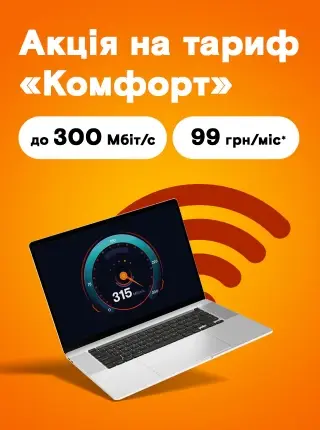 Акція на тариф
«Комфорт»
до 300 Мбіт/с
99 грн/міс*
315